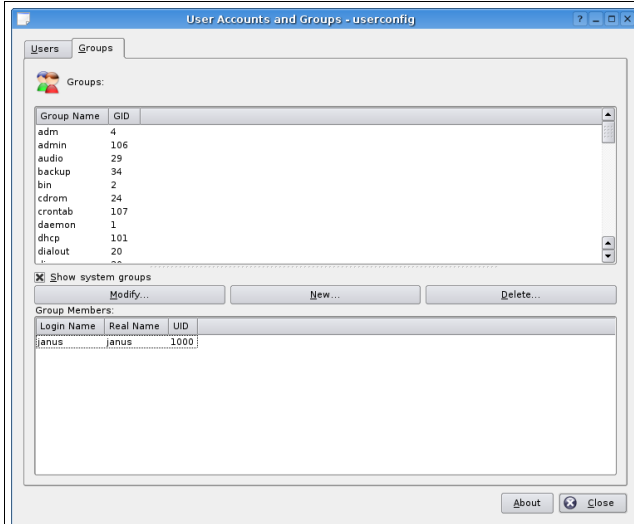 User Accounts and Groups - userconfig
Users Groups
Groups:
Group Name GID
adm 4
admin 106
audio 29
backup 34
bin 2
cdrom 24
crontab 107
daemon 1
dhcp 101
dialout 20
Show system groups
Modify... New... Delete...
Group Members:
Login Name Real Name UID
janus janus 1000
About Close